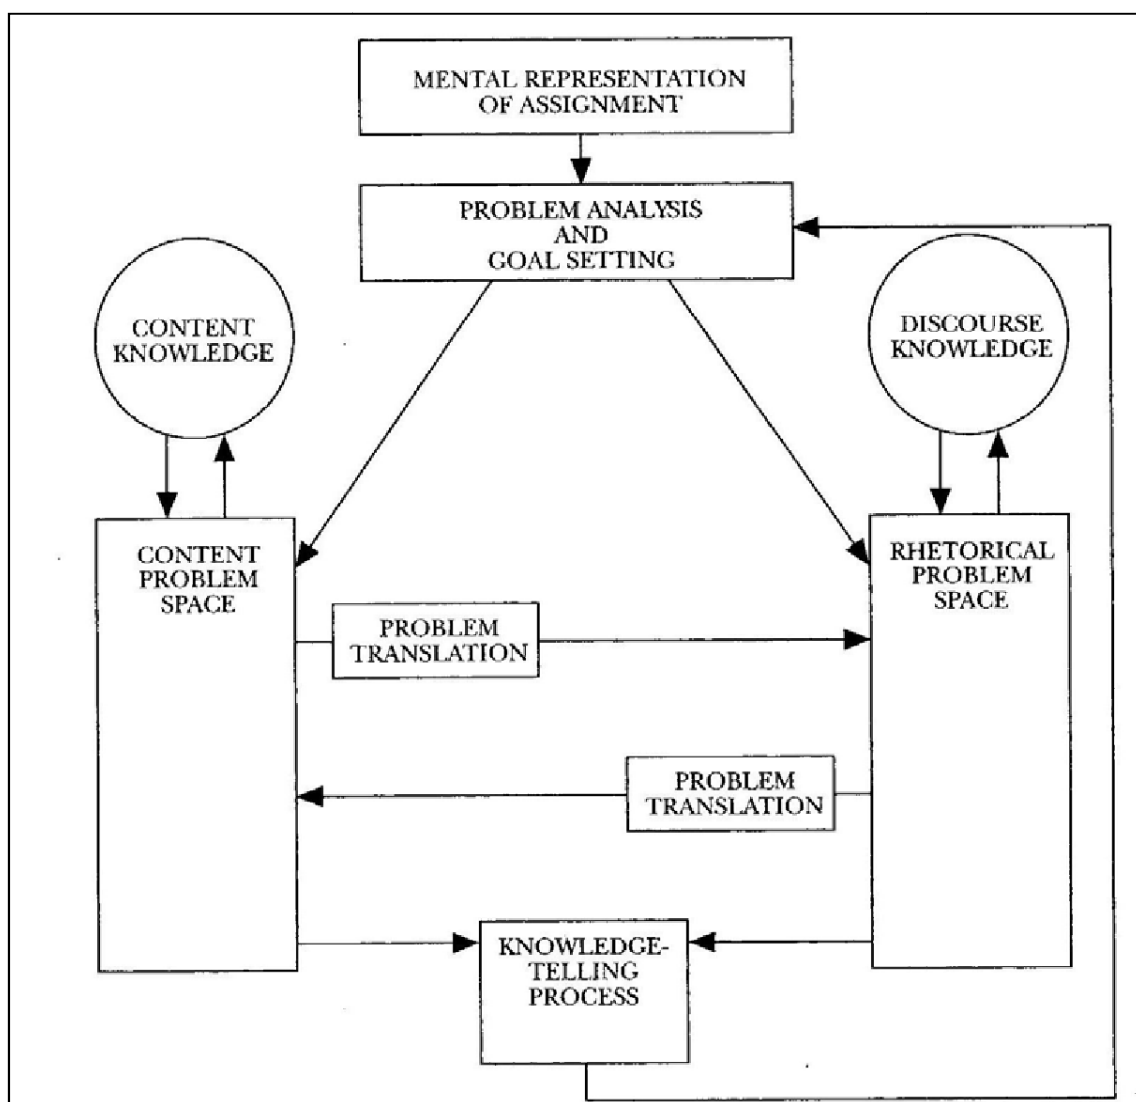 MENTAL REPRESENTATION
OF ASSIGNMENT
PROBLEM ANALYSIS
AND
GOAL SETTING
CONTENT
KNOWLEDGE
DISCOURSE
KNOWLEDGE
CONTENT
PROBLEM
SPACE
RHETORICAL
PROBLEM
SPACE
PROBLEM
TRANSLATION
PROBLEM
TRANSLATION
KNOWLEDGE-
TELLING
PROCESS